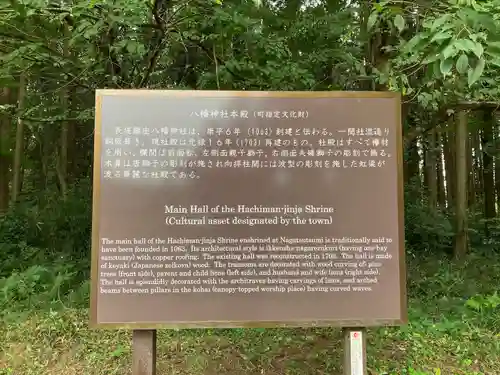 八幡神社本殿 (町指定文化財)
長塚鎮座八幡神社は、康平6年 (1063) 創建と伝わる。一間社流造り
銅板葺き。現社殿は元禄16年 (1703) 再建のもの。社殿はすべて欅材
を用い、欄間は前面松、左側面親子獅子、右側面夫婦獅子の彫刻で飾る。
木鼻は唐獅子の彫刻が施され向拝柱間には波型の彫刻を施した虹梁が
渡る華麗な社殿である。
Main Hall of the Hachiman-jinja Shrine
(Cultural asset designated by the town)
The main hall of the Hachiman-jinja Shrine enshrined at Nagatsutsumi is traditionally said to
have been founded in 1063. Its architectural style is ikkensha-nagarezukuri (having one-bay
sanctuary) with copper roofing. The existing hall was reconstructed in 1703. The hall is
made of keyaki (Japanese zelkova) wood. The transoms are decorated with wood carving of: pine
trees (front side), parent and child lions (left side), and husband and wife lions (right side).
The hall is splendidly decorated with the architraves having carvings of lions, and arched
beams between pillars in the kohai (canopy topped worship place) having carved waves.